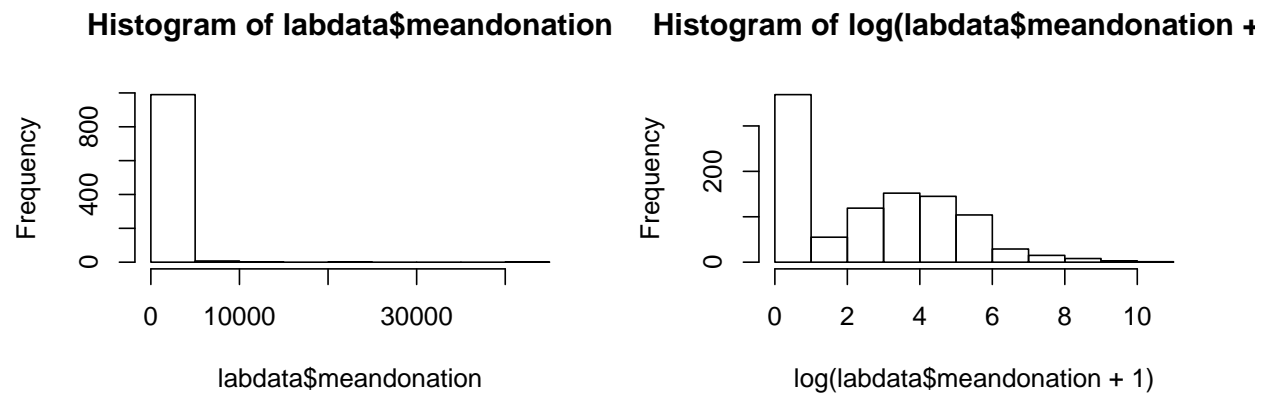 Histogram of labdata$meandonation
Histogram of log(labdata$meandonation +
Frequency
0 400 800
0 10000 30000
labdata$meandonation
Frequency
0 200
0 2 4 6 8 10
log(labdata$meandonation + 1)